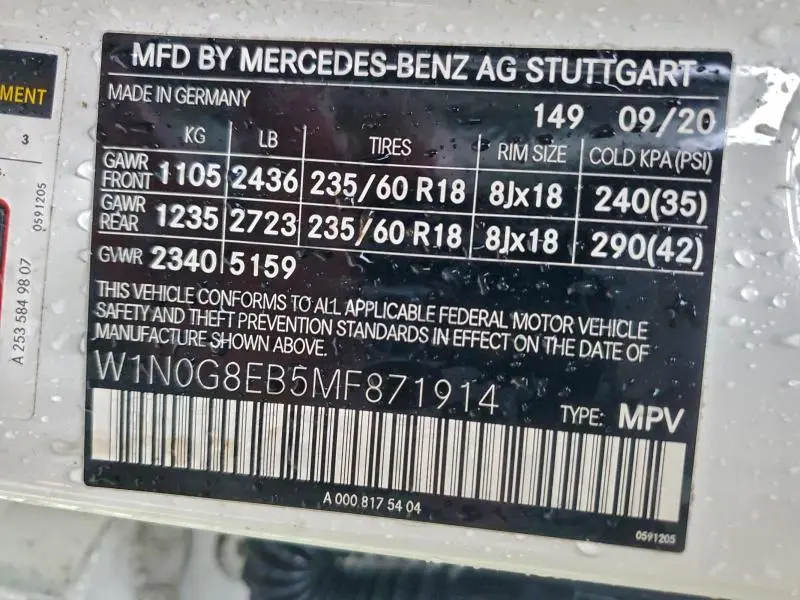 MFD BY MERCEDES-BENZ AG STUTTGART
MADE IN GERMANY 149 09/20
KG LB TIRES RIM SIZE COLD KPA (PSI)
GAWR FRONT 1105 2436 235/60 R18 8Jx18 240(35)
GAWR REAR 1235 2723 235/60 R18 8Jx18 290(42)
GVWR 2340 5159
THIS VEHICLE CONFORMS TO ALL APPLICABLE FEDERAL MOTOR VEHICLE
SAFETY AND THEFT PREVENTION STANDARDS IN EFFECT ON THE DATE OF
MANUFACTURE SHOWN ABOVE.
W1N0G8EB5MF871914
TYPE: MPV
A 000 817 54 04
0591205
MENT
3
0591205
A 253 584 98 07